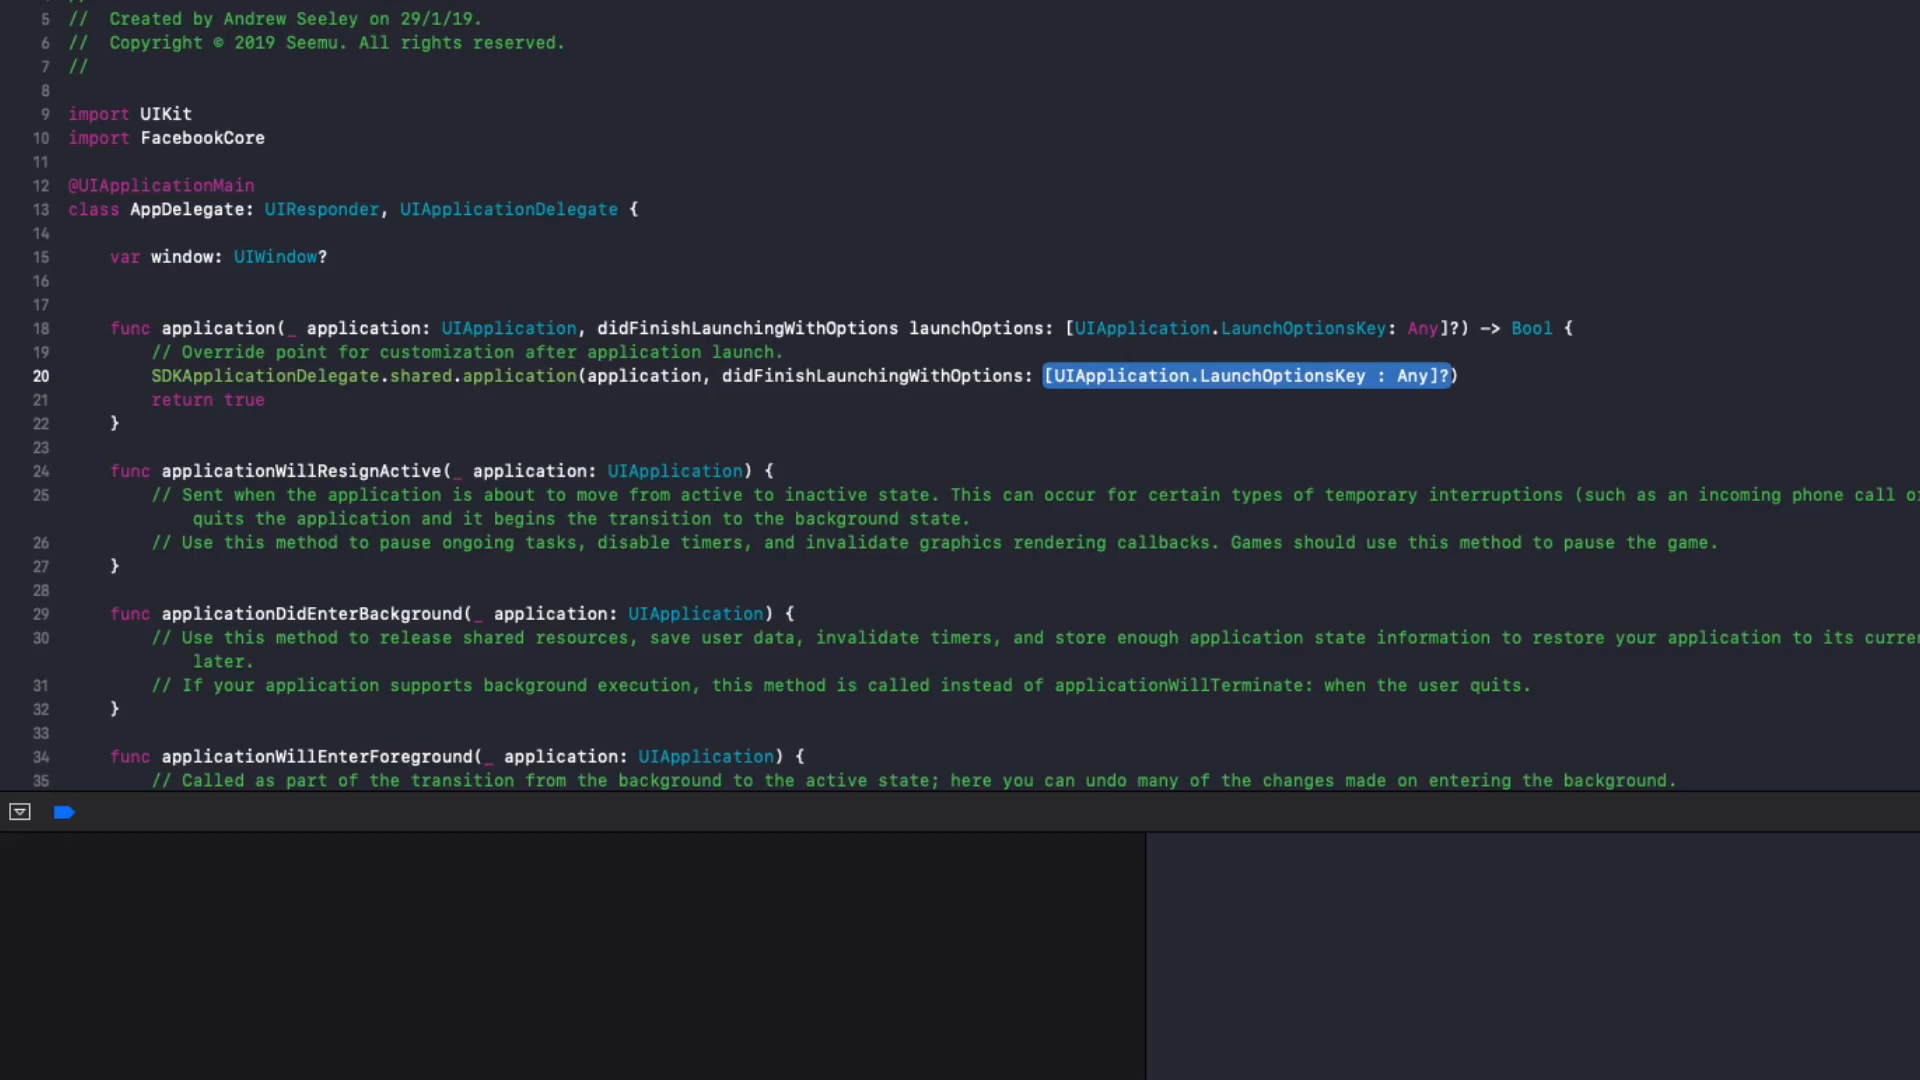 5 //  Created by Andrew Seeley on 29/1/19.
6 //  Copyright © 2019 Seemu. All rights reserved.
7 //
8
9 import UIKit
10 import FacebookCore
11
12 @UIApplicationMain
13 class AppDelegate: UIResponder, UIApplicationDelegate {
14
15     var window: UIWindow?
16
17
18     func application(_ application: UIApplication, didFinishLaunchingWithOptions launchOptions: [UIApplication.LaunchOptionsKey: Any]?) -> Bool {
19         // Override point for customization after application launch.
20         SDKApplicationDelegate.shared.application(application, didFinishLaunchingWithOptions: [UIApplication.LaunchOptionsKey : Any]?)
21         return true
22     }
23
24     func applicationWillResignActive(_ application: UIApplication) {
25         // Sent when the application is about to move from active to inactive state. This can occur for certain types of temporary interruptions (such as an incoming phone call
quits the application and it begins the transition to the background state.
26         // Use this method to pause ongoing tasks, disable timers, and invalidate graphics rendering callbacks. Games should use this method to pause the game.
27     }
28
29     func applicationDidEnterBackground(_ application: UIApplication) {
30         // Use this method to release shared resources, save user data, invalidate timers, and store enough application state information to restore your application to its
later.
31         // If your application supports background execution, this method is called instead of applicationWillTerminate: when the user quits.
32     }
33
34     func applicationWillEnterForeground(_ application: UIApplication) {
35         // Called as part of the transition from the background to the active state; here you can undo many of the changes made on entering the background.